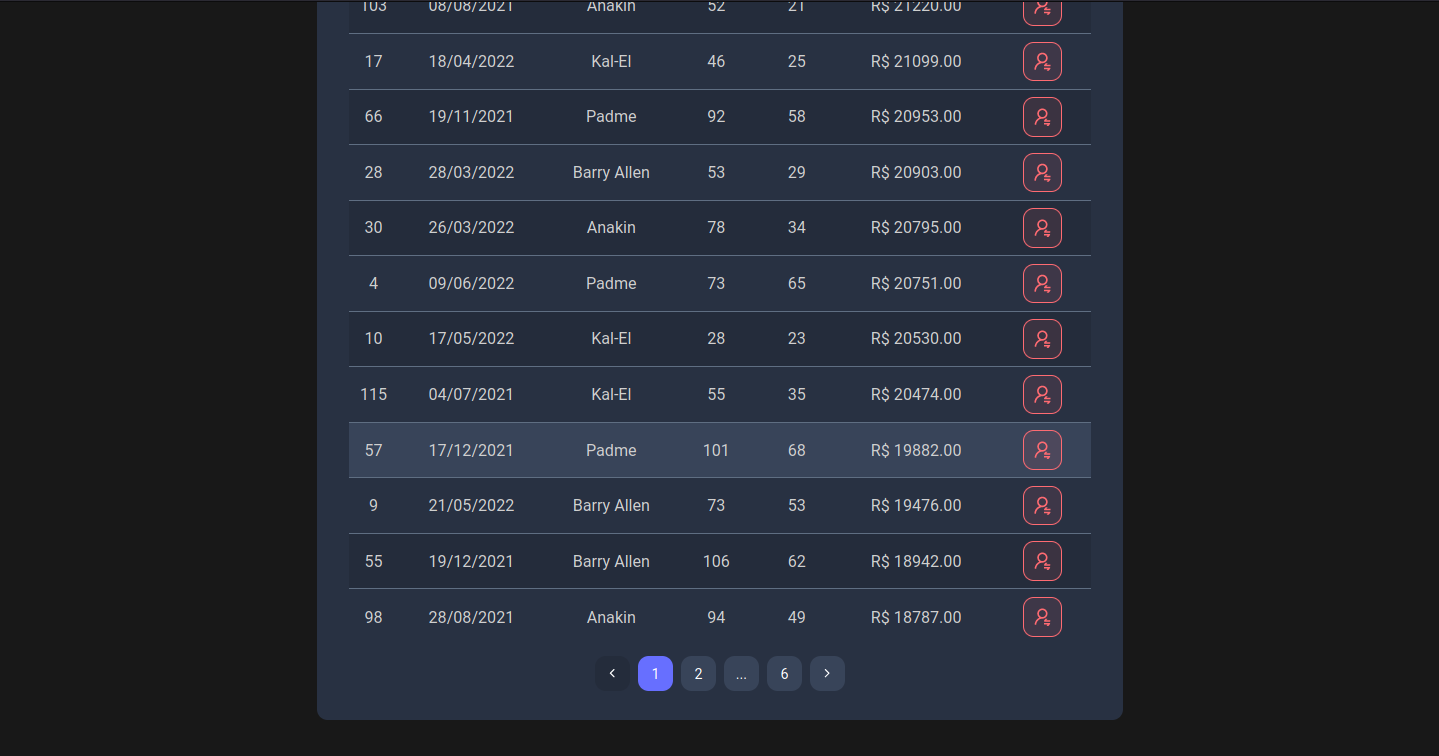 103 08/08/2021 Anakin 52 21 R$ 21220.00
17 18/04/2022 Kal-El 46 25 R$ 21099.00
66 19/11/2021 Padme 92 58 R$ 20953.00
28 28/03/2022 Barry Allen 53 29 R$ 20903.00
30 26/03/2022 Anakin 78 34 R$ 20795.00
4 09/06/2022 Padme 73 65 R$ 20751.00
10 17/05/2022 Kal-El 28 23 R$ 20530.00
115 04/07/2021 Kal-El 55 35 R$ 20474.00
57 17/12/2021 Padme 101 68 R$ 19882.00
9 21/05/2022 Barry Allen 73 53 R$ 19476.00
55 19/12/2021 Barry Allen 106 62 R$ 18942.00
98 28/08/2021 Anakin 94 49 R$ 18787.00
1 2 ... 6